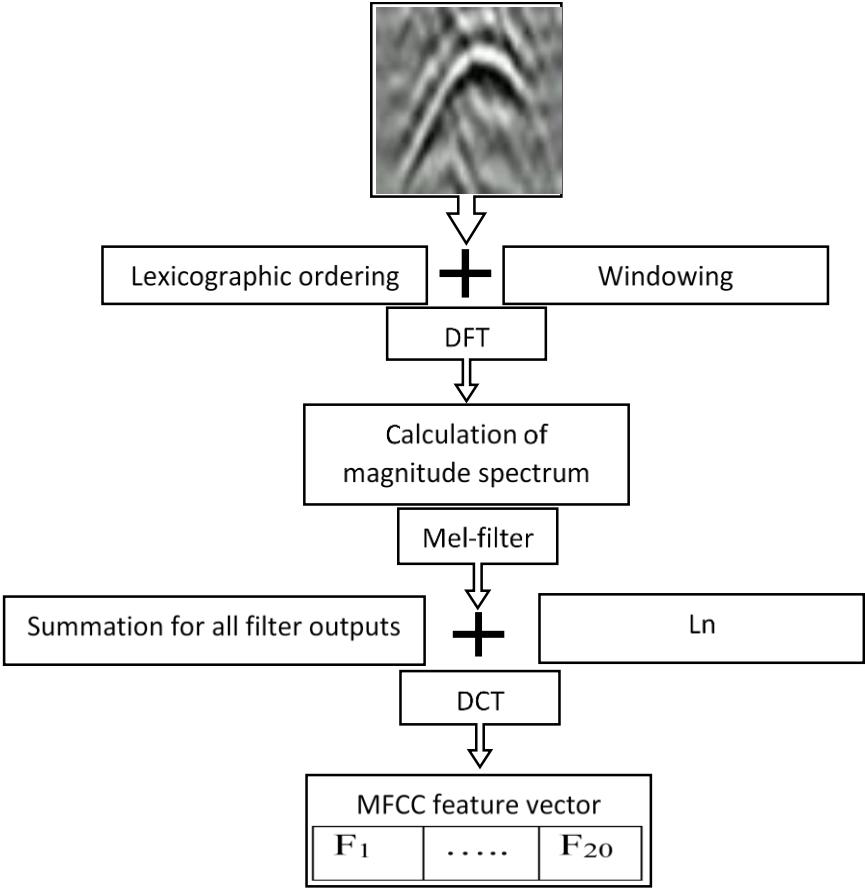 Lexicographic ordering
+
Windowing
DFT
Calculation of
magnitude spectrum
Mel-filter
Summation for all filter outputs
+
Ln
DCT
MFCC feature vector
F1 ..... F20